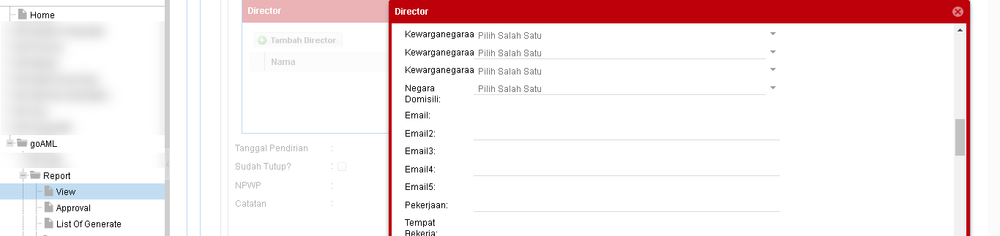 Home
goAML
Report
View
Approval
List Of Generate
Director
Tambah Director
Nama
Tanggal Pendirian :
Sudah Tutup? :
NPWP :
Catatan :
Director
Kewarganegaraa Pilih Salah Satu
Kewarganegaraa Pilih Salah Satu
Kewarganegaraa Pilih Salah Satu
Negara Pilih Salah Satu
Domisili:
Email:
Email2:
Email3:
Email4:
Email5:
Pekerjaan:
Tempat
Bekerja: